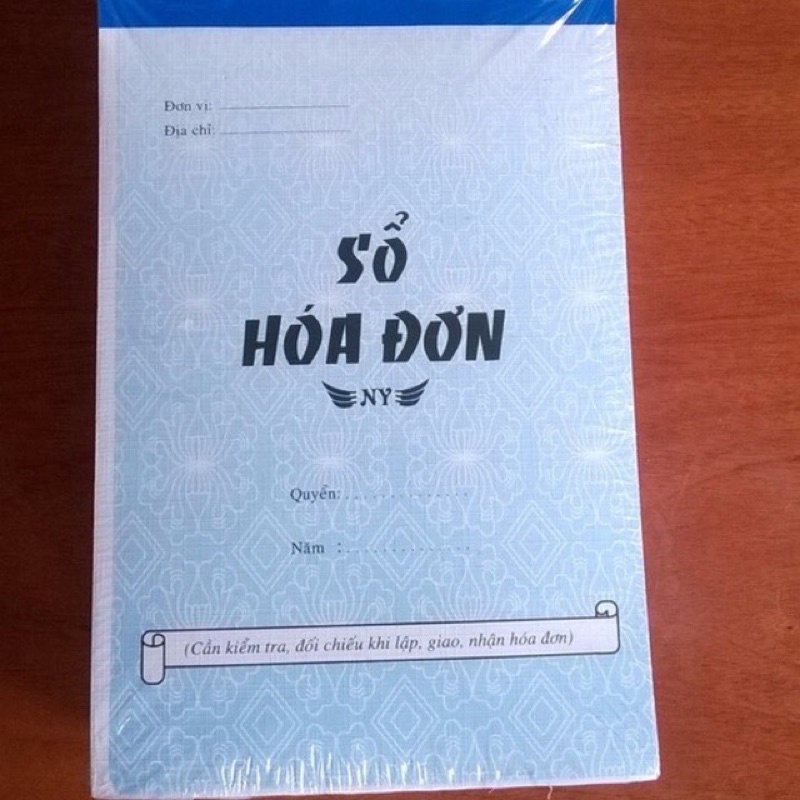 Đơn vị:
Địa chỉ:
SỔ
HÓA ĐƠN
NY
Quyển:..............
Năm :..............
(Cần kiểm tra, đối chiếu khi lập, giao, nhận hóa đơn)